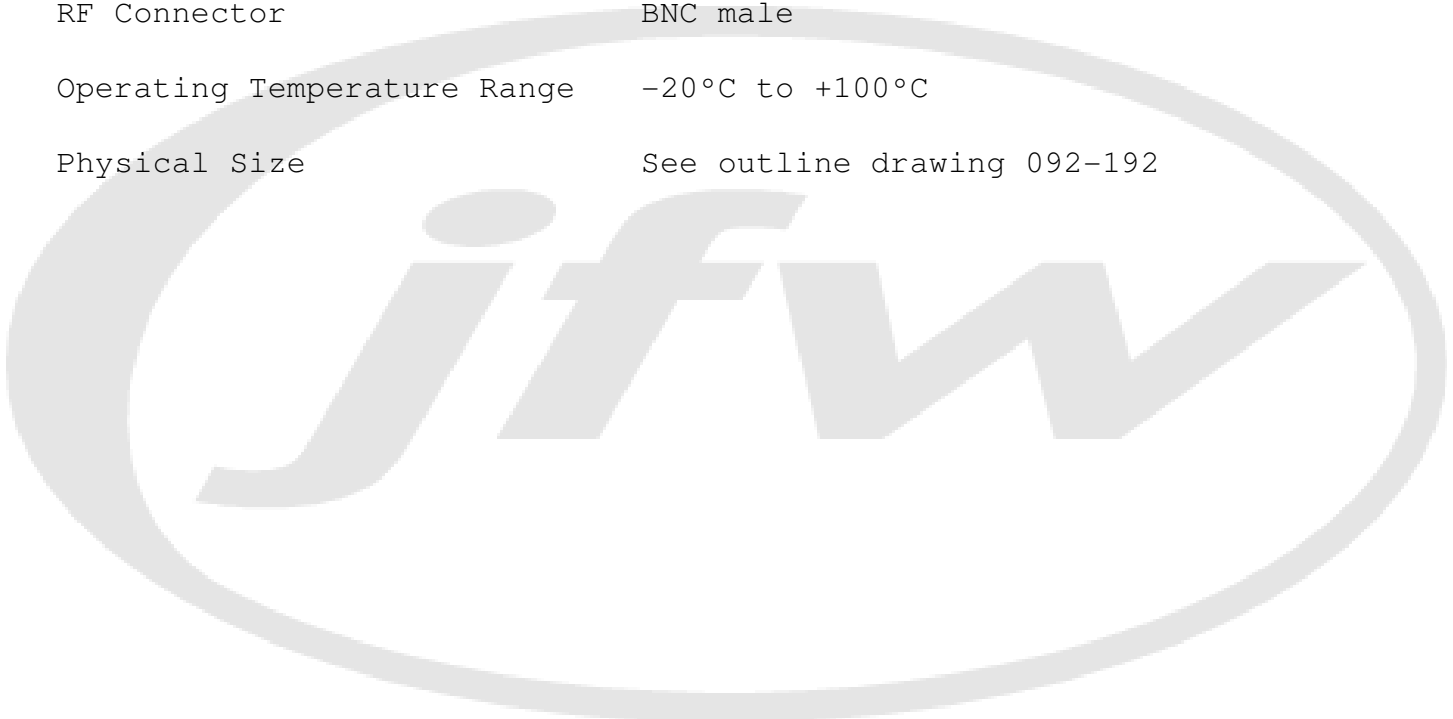 RF Connector BNC male
Operating Temperature Range -20°C to +100°C
Physical Size See outline drawing 092-192
jfw